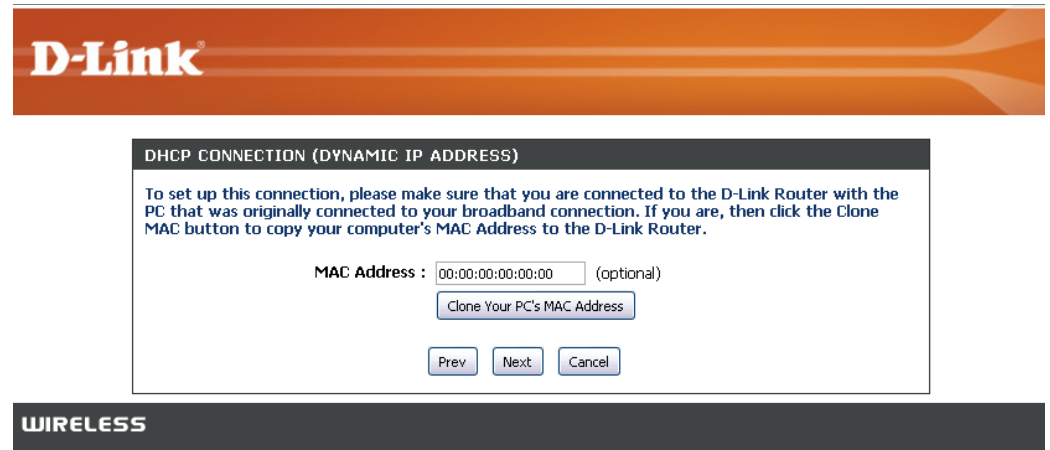 D-Link®
DHCP CONNECTION (DYNAMIC IP ADDRESS)
To set up this connection, please make sure that you are connected to the D-Link Router with the
PC that was originally connected to your broadband connection. If you are, then click the Clone
MAC button to copy your computer's MAC Address to the D-Link Router.
MAC Address : 00:00:00:00:00:00 (optional)
Clone Your PC's MAC Address
Prev Next Cancel
WIRELESS